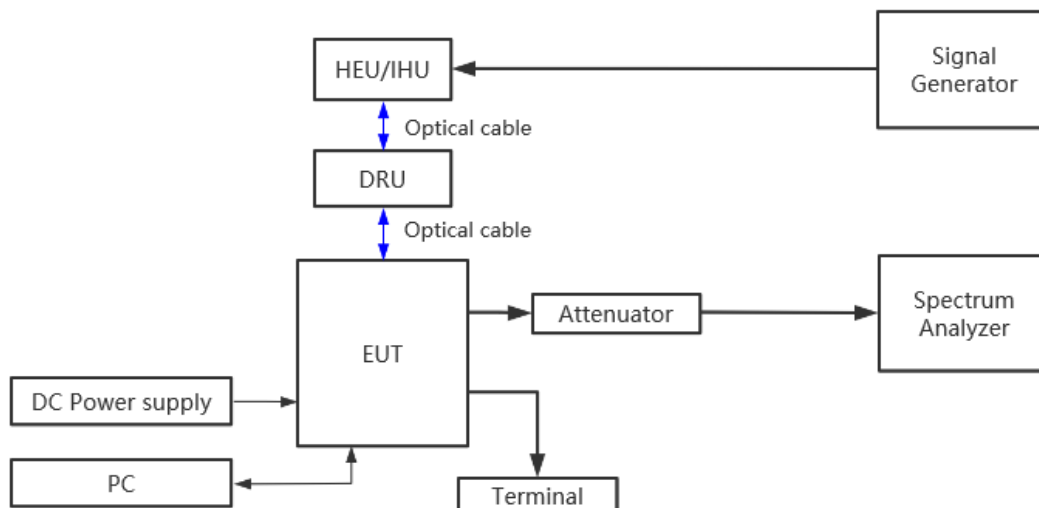 HEU/IHU
Signal
Generator
Optical cable
DRU
Optical cable
EUT
Attenuator
Spectrum
Analyzer
DC Power supply
PC
Terminal